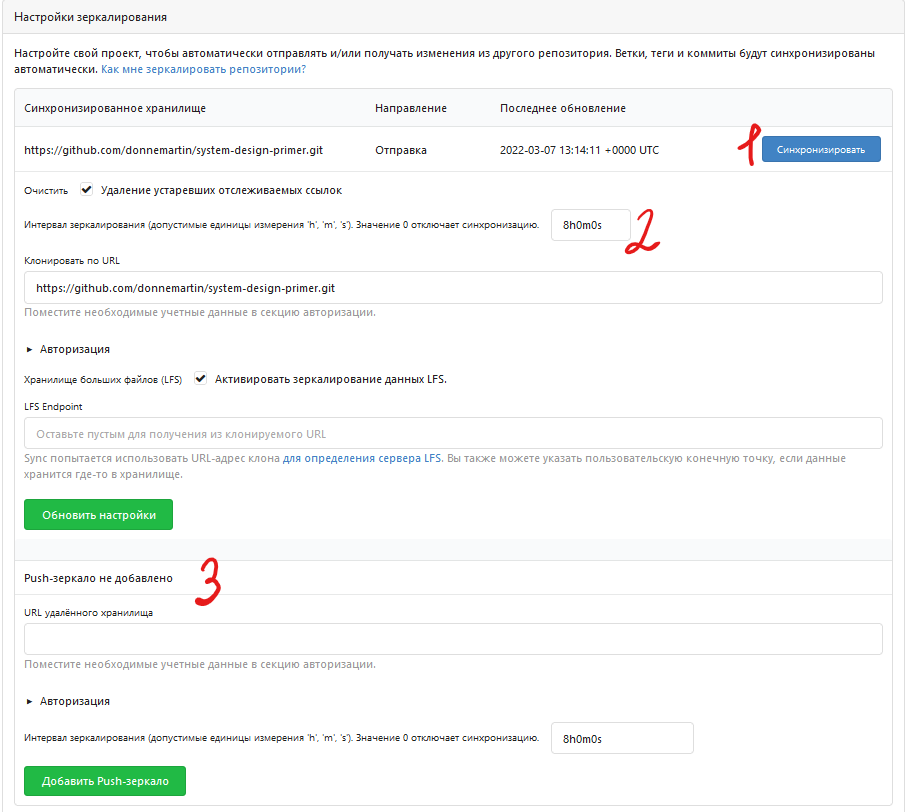 Настройки зеркалирования
Настройте свой проект, чтобы автоматически отправлять и/или получать изменения из другого репозитория. Ветки, теги и коммиты будут синхронизированы
автоматически. Как мне зеркалировать репозитории?
Синхронизированное хранилище Направление Последнее обновление
https://github.com/donnemartin/system-design-primer.git Отправка 2022-03-07 13:14:11 +0000 UTC 1 Синхронизировать
Очистить Удаление устаревших отслеживаемых ссылок
Интервал зеркалирования (допустимые единицы измерения 'h', 'm', 's'). Значение 0 отключает синхронизацию. 8h0m0s 2
Клонировать по URL
https://github.com/donnemartin/system-design-primer.git
Поместите необходимые учетные данные в секцию авторизации.
Авторизация
Хранилище больших файлов (LFS) Активировать зеркалирование данных LFS.
LFS Endpoint
Оставьте пустым для получения из клонируемого URL
Sync попытается использовать URL-адрес клона для определения сервера LFS. Вы также можете указать пользовательскую конечную точку, если данные
хранится где-то в хранилище.
Обновить настройки
Push-зеркало не добавлено 3
URL удалённого хранилища
Поместите необходимые учетные данные в секцию авторизации.
Авторизация
Интервал зеркалирования (допустимые единицы измерения 'h', 'm', 's'). Значение 0 отключает синхронизацию. 8h0m0s
Добавить Push-зеркало